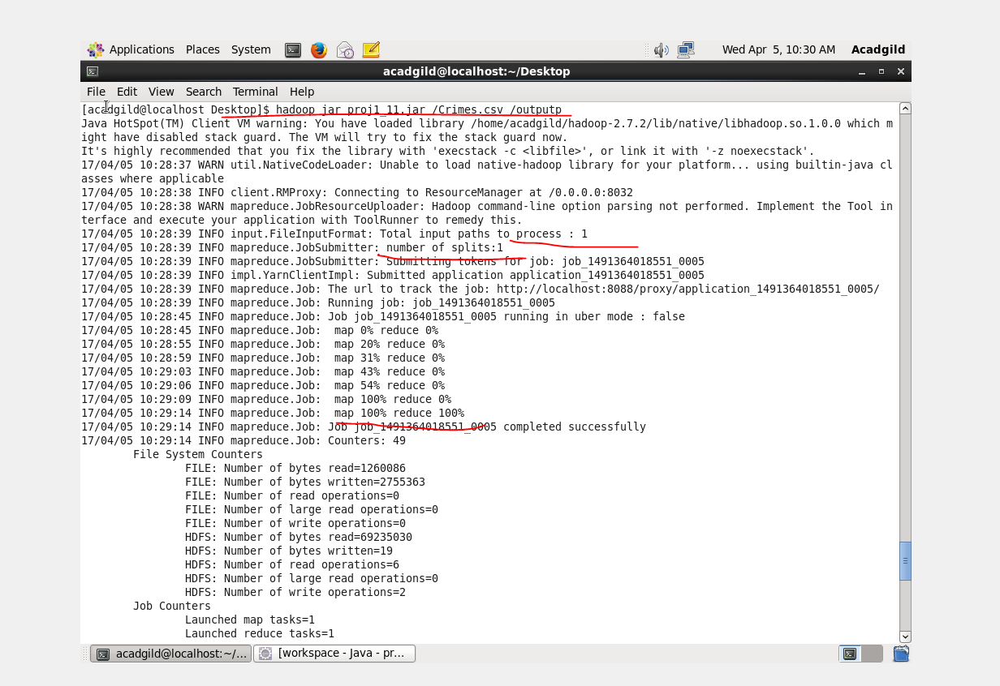 Applications Places System Wed Apr 5, 10:30 AM Acadgild
acadgild@localhost:~/Desktop
File Edit View Search Terminal Help
[acadgild@localhost Desktop]$ hadoop jar proj1_11.jar /Crimes.csv /outputp
Java HotSpot(TM) Client VM warning: You have loaded library /home/acadgild/hadoop-2.7.2/lib/native/libhadoop.so.1.0.0 which m
ight have disabled stack guard. The VM will try to fix the stack guard now.
It's highly recommended that you fix the library with 'execstack -c <libfile>', or link it with '-z noexecstack'.
17/04/05 10:28:37 WARN util.NativeCodeLoader: Unable to load native-hadoop library for your platform... using builtin-java cl
asses where applicable
17/04/05 10:28:38 INFO client.RMProxy: Connecting to ResourceManager at /0.0.0.0:8032
17/04/05 10:28:38 WARN mapreduce.JobResourceUploader: Hadoop command-line option parsing not performed. Implement the Tool in
terface and execute your application with ToolRunner to remedy this.
17/04/05 10:28:39 INFO input.FileInputFormat: Total input paths to process : 1
17/04/05 10:28:39 INFO mapreduce.JobSubmitter: number of splits:1
17/04/05 10:28:39 INFO mapreduce.JobSubmitter: Submitting tokens for job: job_1491364018551_0005
17/04/05 10:28:39 INFO impl.YarnClientImpl: Submitted application application_1491364018551_0005
17/04/05 10:28:39 INFO mapreduce.Job: The url to track the job: http://localhost:8088/proxy/application_1491364018551_0005/
17/04/05 10:28:39 INFO mapreduce.Job: Running job: job_1491364018551_0005
17/04/05 10:28:45 INFO mapreduce.Job: Job job_1491364018551_0005 running in uber mode : false
17/04/05 10:28:45 INFO mapreduce.Job:  map 0% reduce 0%
17/04/05 10:28:55 INFO mapreduce.Job:  map 20% reduce 0%
17/04/05 10:28:59 INFO mapreduce.Job:  map 31% reduce 0%
17/04/05 10:29:03 INFO mapreduce.Job:  map 43% reduce 0%
17/04/05 10:29:06 INFO mapreduce.Job:  map 54% reduce 0%
17/04/05 10:29:09 INFO mapreduce.Job:  map 100% reduce 0%
17/04/05 10:29:14 INFO mapreduce.Job:  map 100% reduce 100%
17/04/05 10:29:14 INFO mapreduce.Job: Job job_1491364018551_0005 completed successfully
17/04/05 10:29:14 INFO mapreduce.Job: Counters: 49
File System Counters
FILE: Number of bytes read=1260086
FILE: Number of bytes written=2755363
FILE: Number of read operations=0
FILE: Number of large read operations=0
FILE: Number of write operations=0
HDFS: Number of bytes read=69235030
HDFS: Number of bytes written=19
HDFS: Number of read operations=6
HDFS: Number of large read operations=0
HDFS: Number of write operations=2
Job Counters
Launched map tasks=1
Launched reduce tasks=1
acadgild@localhost:~/... [workspace - Java - pr...